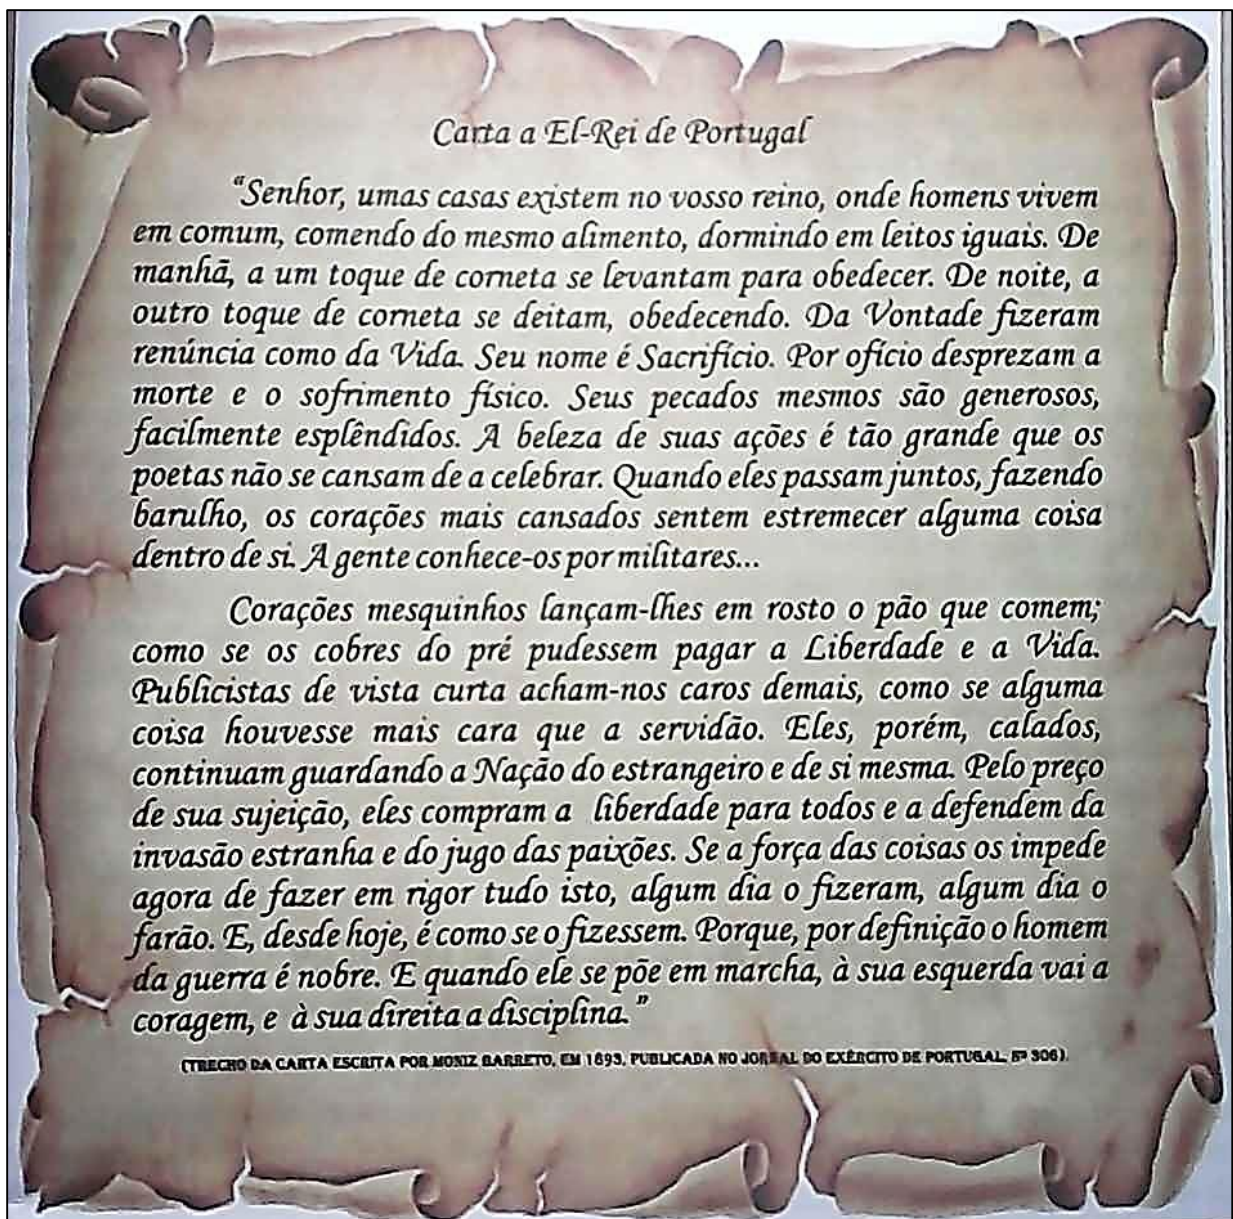 Carta a El-Rei de Portugal
"Senhor, umas casas existem no vosso reino, onde homens vivem
em comum, comendo do mesmo alimento, dormindo em leitos iguais. De
manhã, a um toque de corneta se levantam para obedecer. De noite, a
outro toque de corneta se deitam, obedecendo. Da Vontade fizeram
renúncia como da Vida. Seu nome é Sacrifício. Por ofício desprezam a
morte e o sofrimento físico. Seus pecados mesmos são generosos,
facilmente esplêndidos. A beleza de suas ações é tão grande que os
poetas não se cansam de a celebrar. Quando eles passam juntos, fazendo
barulho, os corações mais cansados sentem estremecer alguma coisa
dentro de si. A gente conhece-os por militares...
Corações mesquinhos lançam-lhes em rosto o pão que comem;
como se os cobres do pré pudessem pagar a Liberdade e a Vida.
Publicistas de vista curta acham-nos caros demais, como se alguma
coisa houvesse mais cara que a servidão. Eles, porém, calados,
continuam guardando a Nação do estrangeiro e de si mesma. Pelo preço
de sua sujeição, eles compram a liberdade para todos e a defendem da
invasão estranha e do jugo das paixões. Se a força das coisas os impede
agora de fazer em rigor tudo isto, algum dia o fizeram, algum dia o
farão. E, desde hoje, é como se o fizessem. Porque, por definição o homem
da guerra é nobre. E quando ele se põe em marcha, à sua esquerda vai a
coragem, e à sua direita a disciplina."
(TRECHO DA CARTA ESCRITA POR MONIZ BARRETO, EM 1893, PUBLICADA NO JORNAL DO EXÉRCITO DE PORTUGAL, Nº 306).